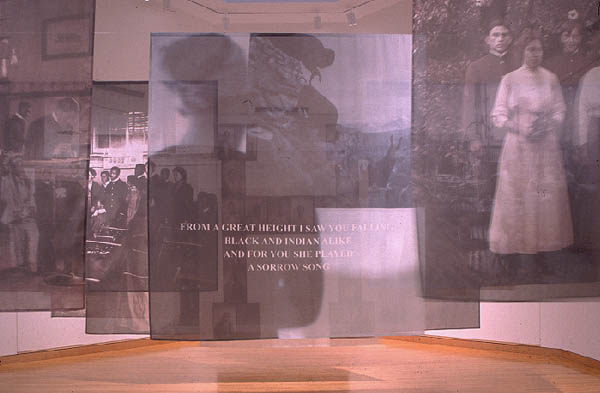 FROM A GREAT HEIGHT I SAW YOU FALLING
BLACK AND INDIAN ALIKE
AND FOR YOU SHE PLAYED
A SORROW SONG